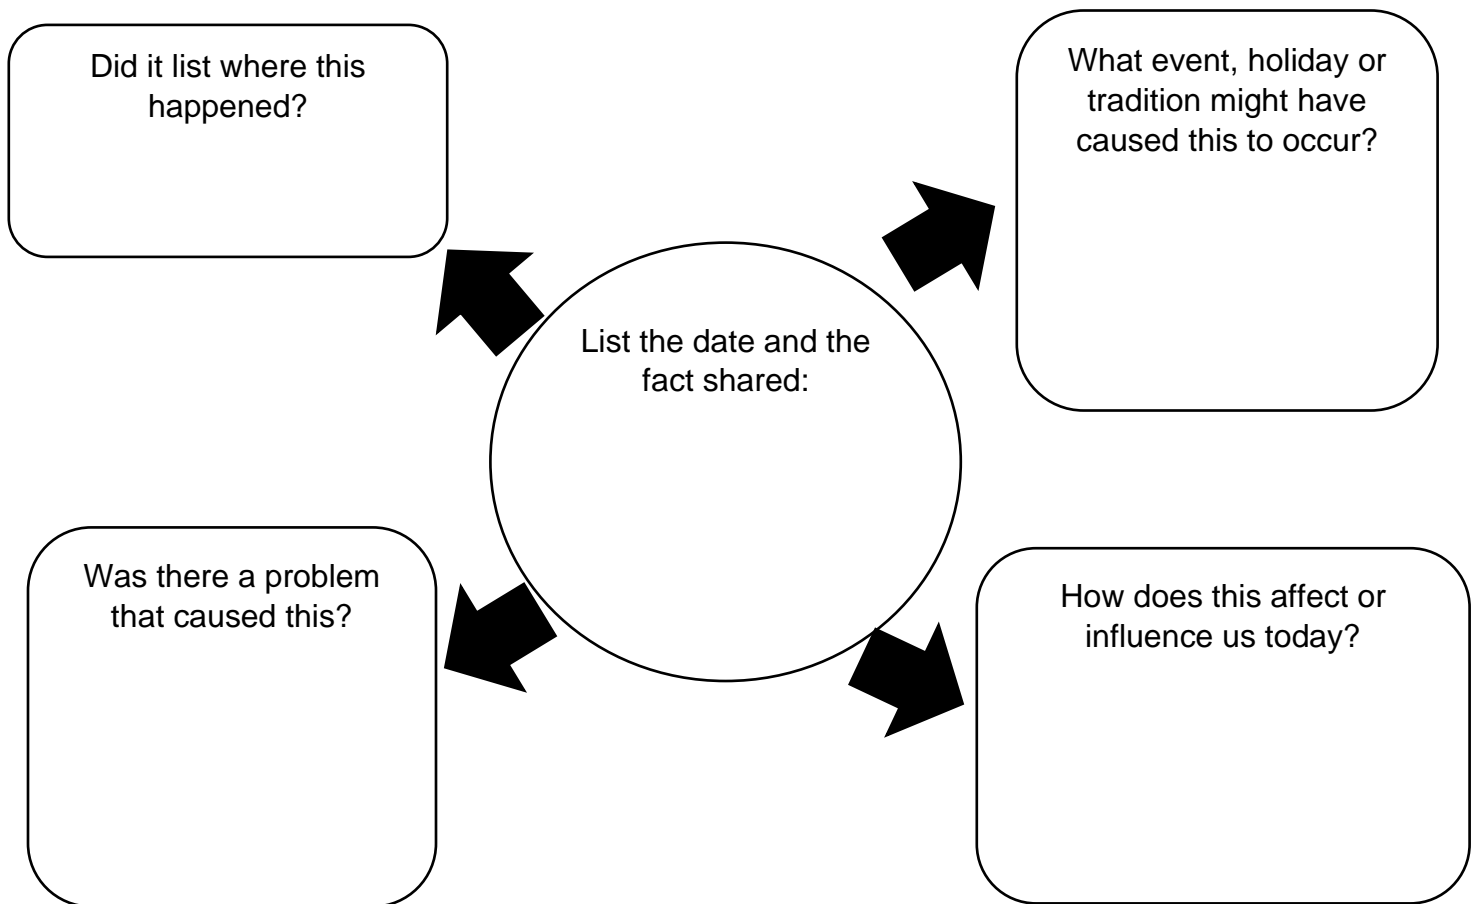 Did it list where this
happened?
What event, holiday or
tradition might have
caused this to occur?
List the date and the
fact shared:
Was there a problem
that caused this?
How does this affect or
influence us today?